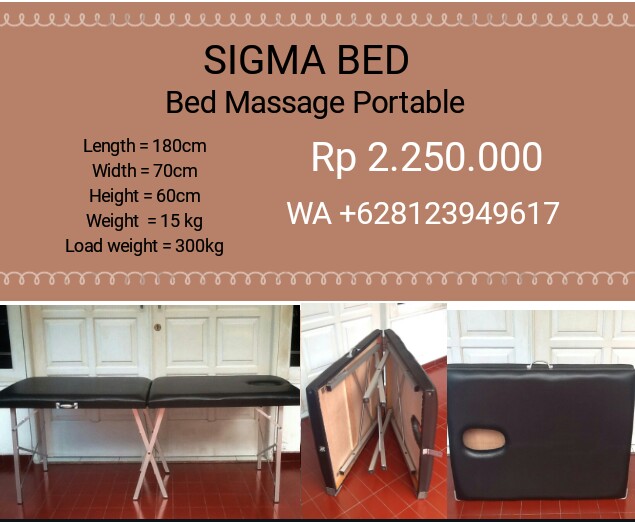 SIGMA BED
Bed Massage Portable
Length = 180cm
Width = 70cm
Height = 60cm
Weight  = 15 kg
Load weight = 300kg
Rp 2.250.000
WA +628123949617